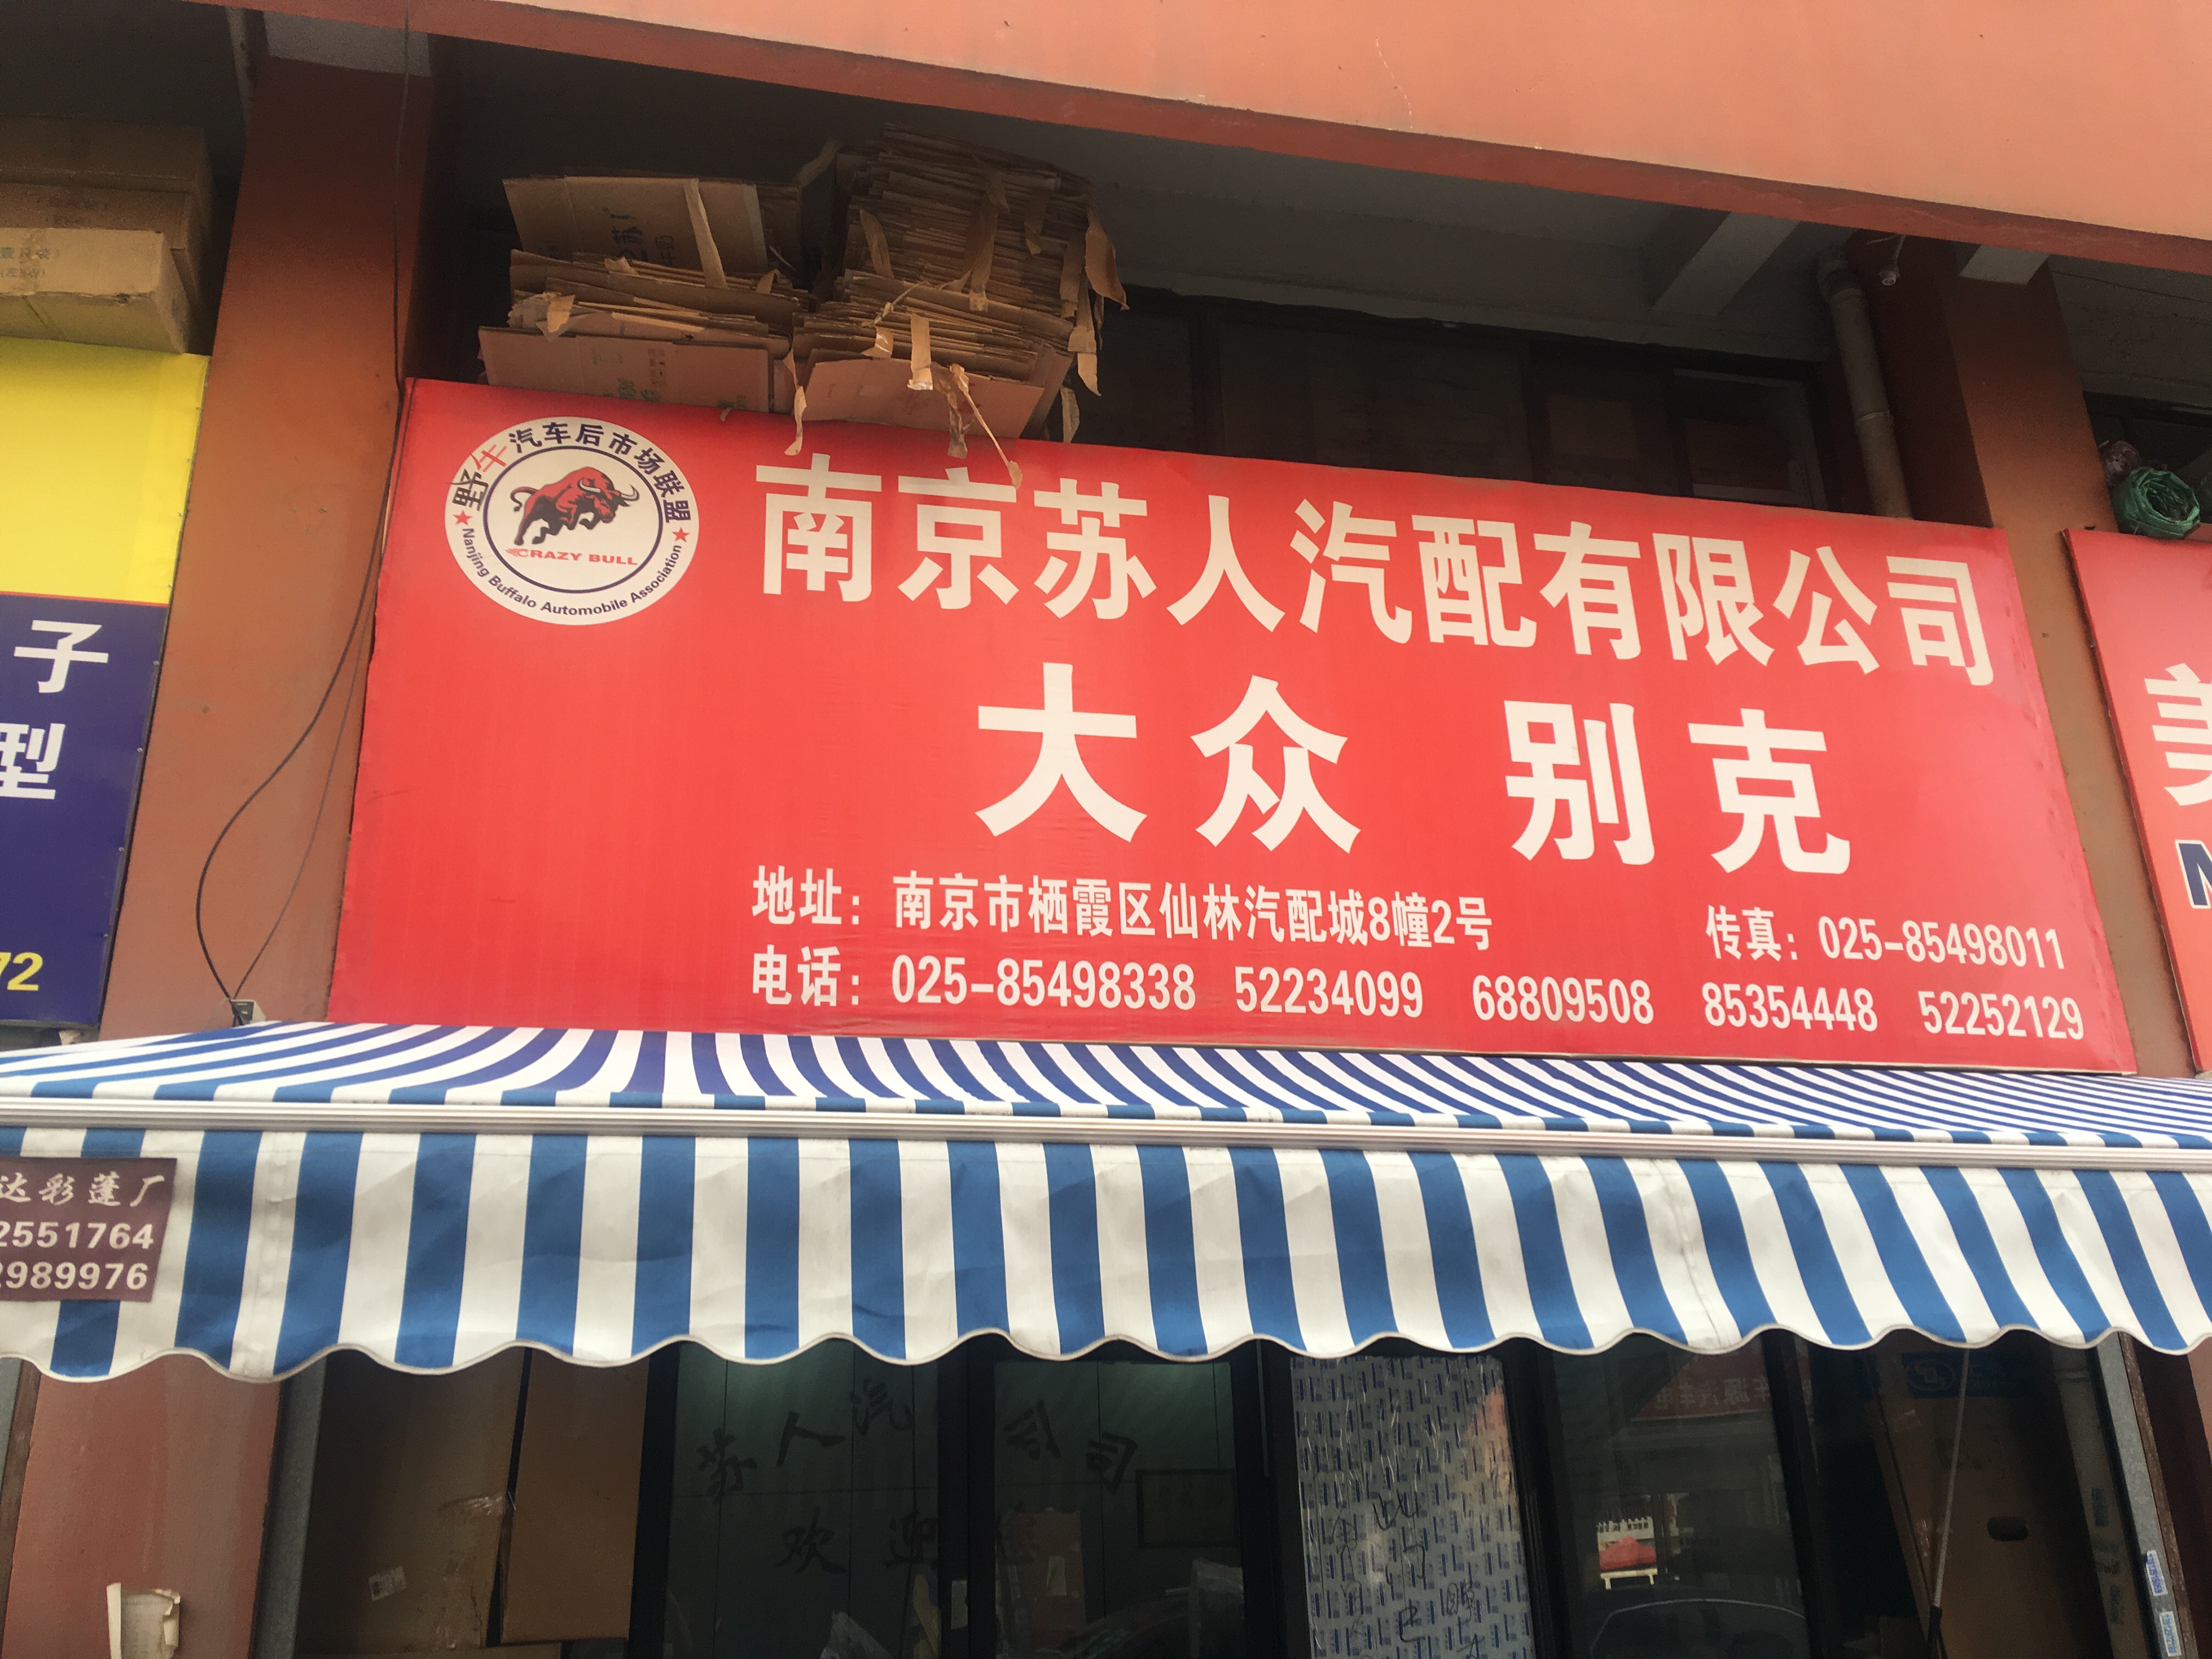 野牛汽车后市场联盟
CRAZY BULL
Nanjing Buffalo Automobile Association
南京苏人汽配有限公司
大众 别克
地址：南京市栖霞区仙林汽配城8幢2号
传真：025-85498011
电话：025-85498338 52234099 68809508 85354448 52252129
子
型
72
美
达彩蓬厂
2551764
2989976
苏人汽 公司
欢迎